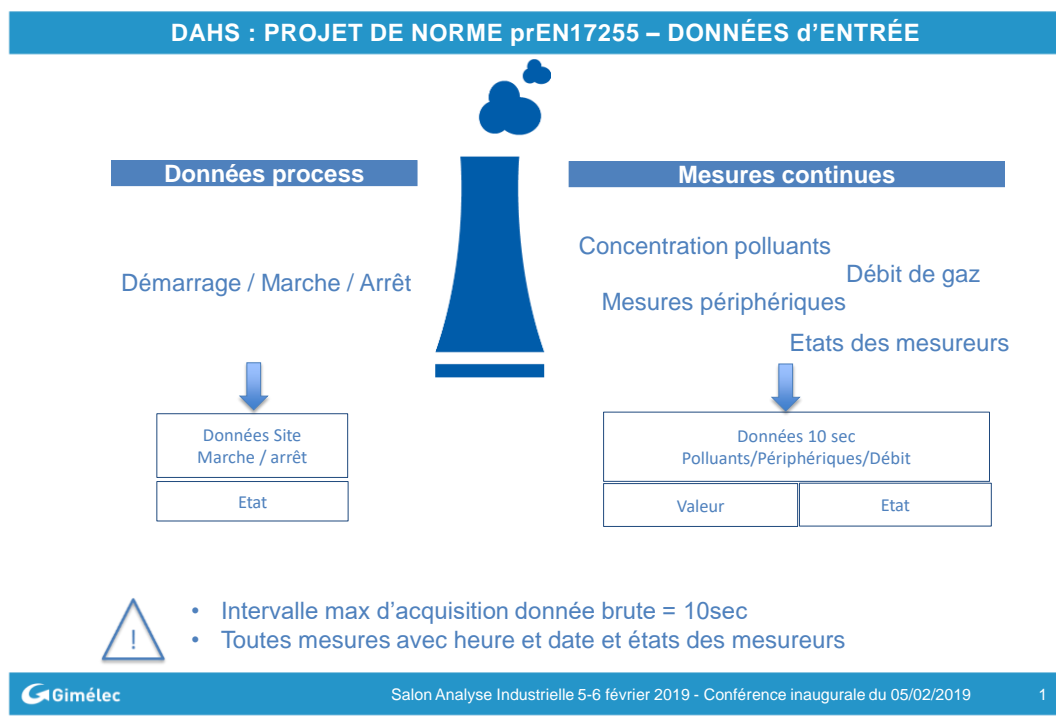 DAHS : PROJET DE NORME prEN17255 – DONNÉES d'ENTRÉE
Données process
Démarrage / Marche / Arrêt
Données Site
Marche / arrêt
Etat
Mesures continues
Concentration polluants
Débit de gaz
Mesures périphériques
Etats des mesureurs
Données 10 sec
Polluants/Périphériques/Débit
Valeur
Etat
!
• Intervalle max d'acquisition donnée brute = 10sec
• Toutes mesures avec heure et date et états des mesureurs
Gimélec
Salon Analyse Industrielle 5-6 février 2019 - Conférence inaugurale du 05/02/2019
1